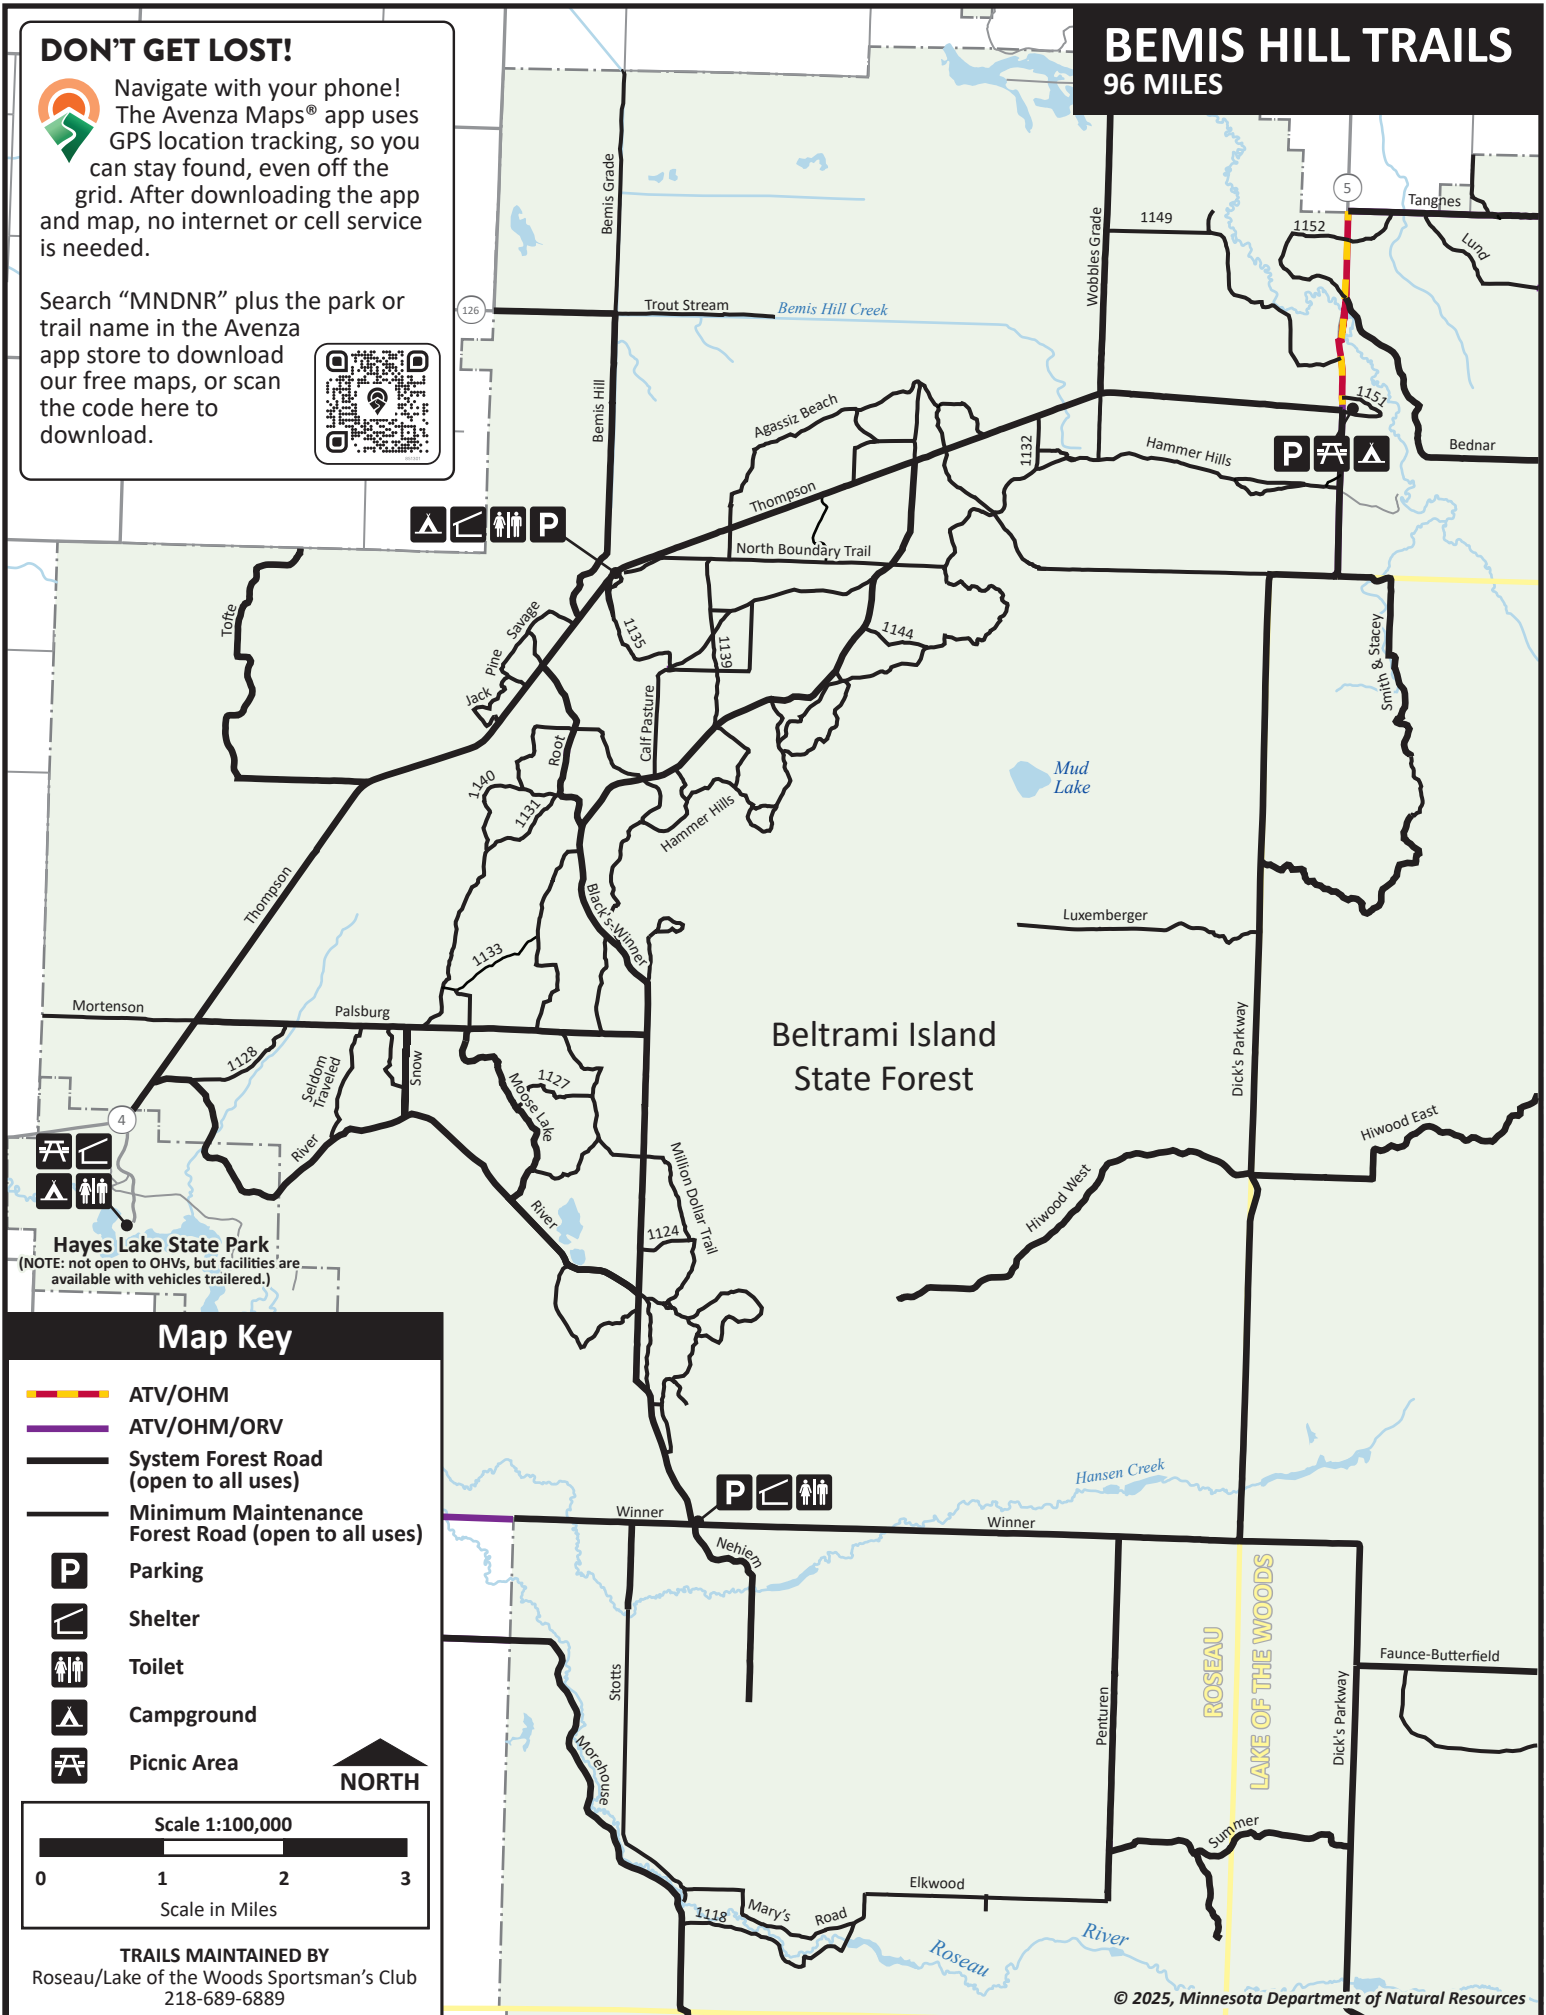 BEMIS HILL TRAILS
96 MILES
DON'T GET LOST!
Navigate with your phone!
The Avenza Maps® app uses
GPS location tracking, so you
can stay found, even off the
grid. After downloading the app
and map, no internet or cell service
is needed.
Search “MNDNR” plus the park or
trail name in the Avenza
app store to download
our free maps, or scan
the code here to
download.
5
Tangnes
1149
1152
Lund
Bemis Grade
Wobbles Grade
126
Trout Stream
Bemis Hill Creek
Bemis Hill
Agassiz Beach
1151
1132
Hammer Hills
P
Bednar
Thompson
P
North Boundary Trail
Tofte
Savage
Pine
Jack
1135
1139
1144
Smith & Stacey
Calf Pasture
Root
1140
1131
Hammer Hills
Mud
Lake
Thompson
Black's-Winner
Luxemberger
1133
Mortenson
Palsburg
Beltrami Island
State Forest
Dick's Parkway
1128
Seldom
Traveled
Snow
Moose Lake
1127
4
River
Million Dollar Trail
Hiwood East
Hiwood West
River
1124
Hayes Lake State Park
(NOTE: not open to OHVs, but facilities are
available with vehicles trailered.)
P
Hansen Creek
Winner
Winner
Nehiem
ROSEAU
LAKE OF THE WOODS
Stotts
Penturen
Dick's Parkway
Faunce-Butterfield
Morehouse
Summer
Elkwood
Mary's
Road
1118
Roseau
River
Map Key
ATV/OHM
ATV/OHM/ORV
System Forest Road
(open to all uses)
Minimum Maintenance
Forest Road (open to all uses)
P
Parking
Shelter
Toilet
Campground
Picnic Area
NORTH
Scale 1:100,000
0 1 2 3
Scale in Miles
TRAILS MAINTAINED BY
Roseau/Lake of the Woods Sportsman's Club
218-689-6889
© 2025, Minnesota Department of Natural Resources